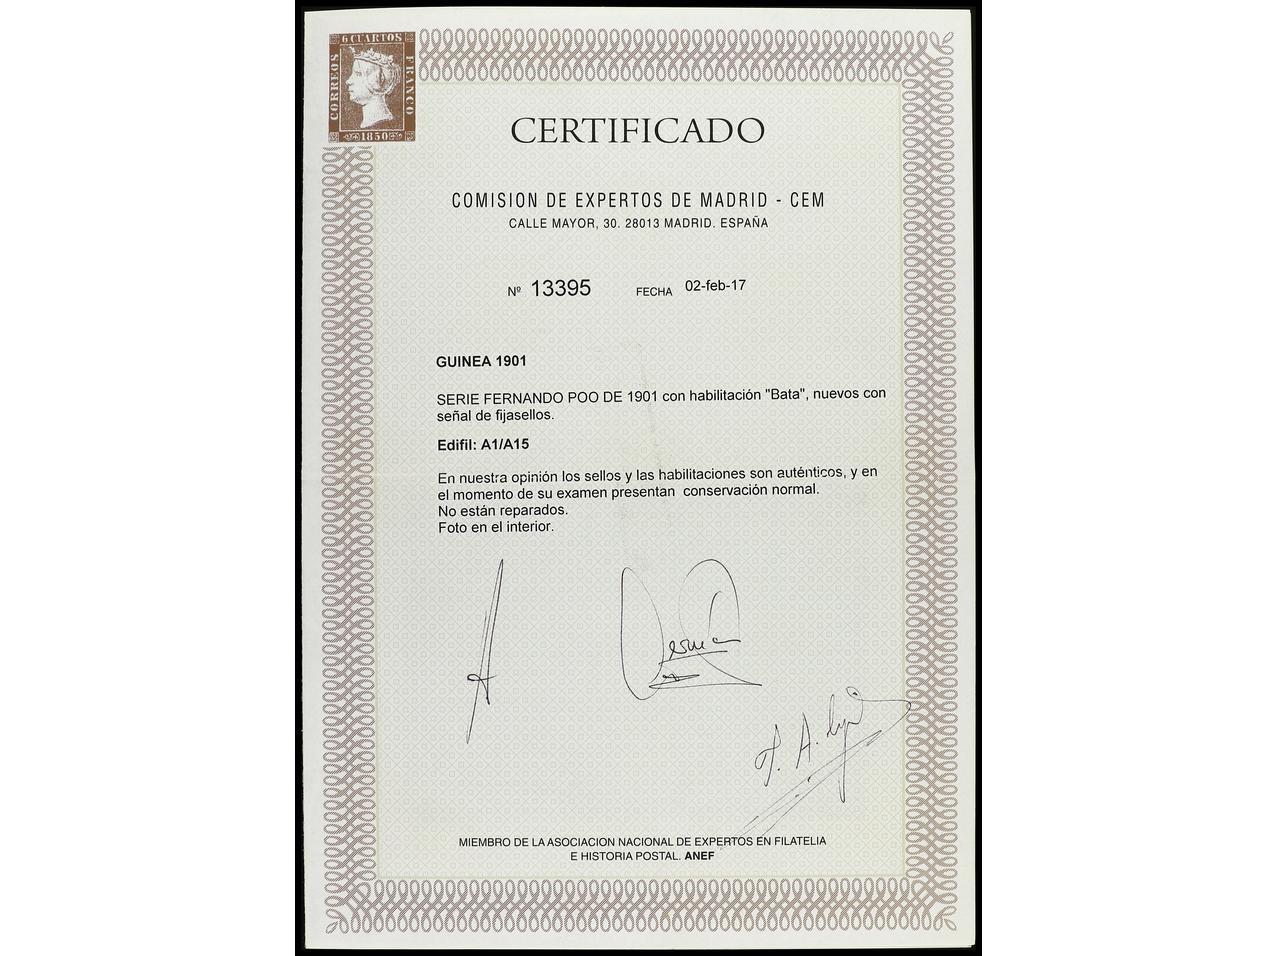 6 CUARTOS
CORREOS
FRANCO
1850
CERTIFICADO
COMISION DE EXPERTOS DE MADRID - CEM
CALLE MAYOR, 30. 28013 MADRID. ESPAÑA
Nº 13395 FECHA 02-feb-17
GUINEA 1901
SERIE FERNANDO POO DE 1901 con habilitación "Bata", nuevos con
señal de fijasellos.
Edifil: A1/A15
En nuestra opinión los sellos y las habilitaciones son auténticos, y en
el momento de su examen presentan conservación normal.
No están reparados.
Foto en el interior.
MIEMBRO DE LA ASOCIACION NACIONAL DE EXPERTOS EN FILATELIA
E HISTORIA POSTAL. ANEF